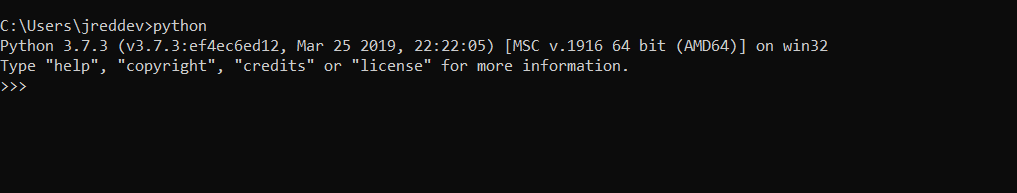 C:\Users\jreddev>python
Python 3.7.3 (v3.7.3:ef4ec6ed12, Mar 25 2019, 22:22:05) [MSC v.1916 64 bit (AMD64)] on win32
Type "help", "copyright", "credits" or "license" for more information.
>>>